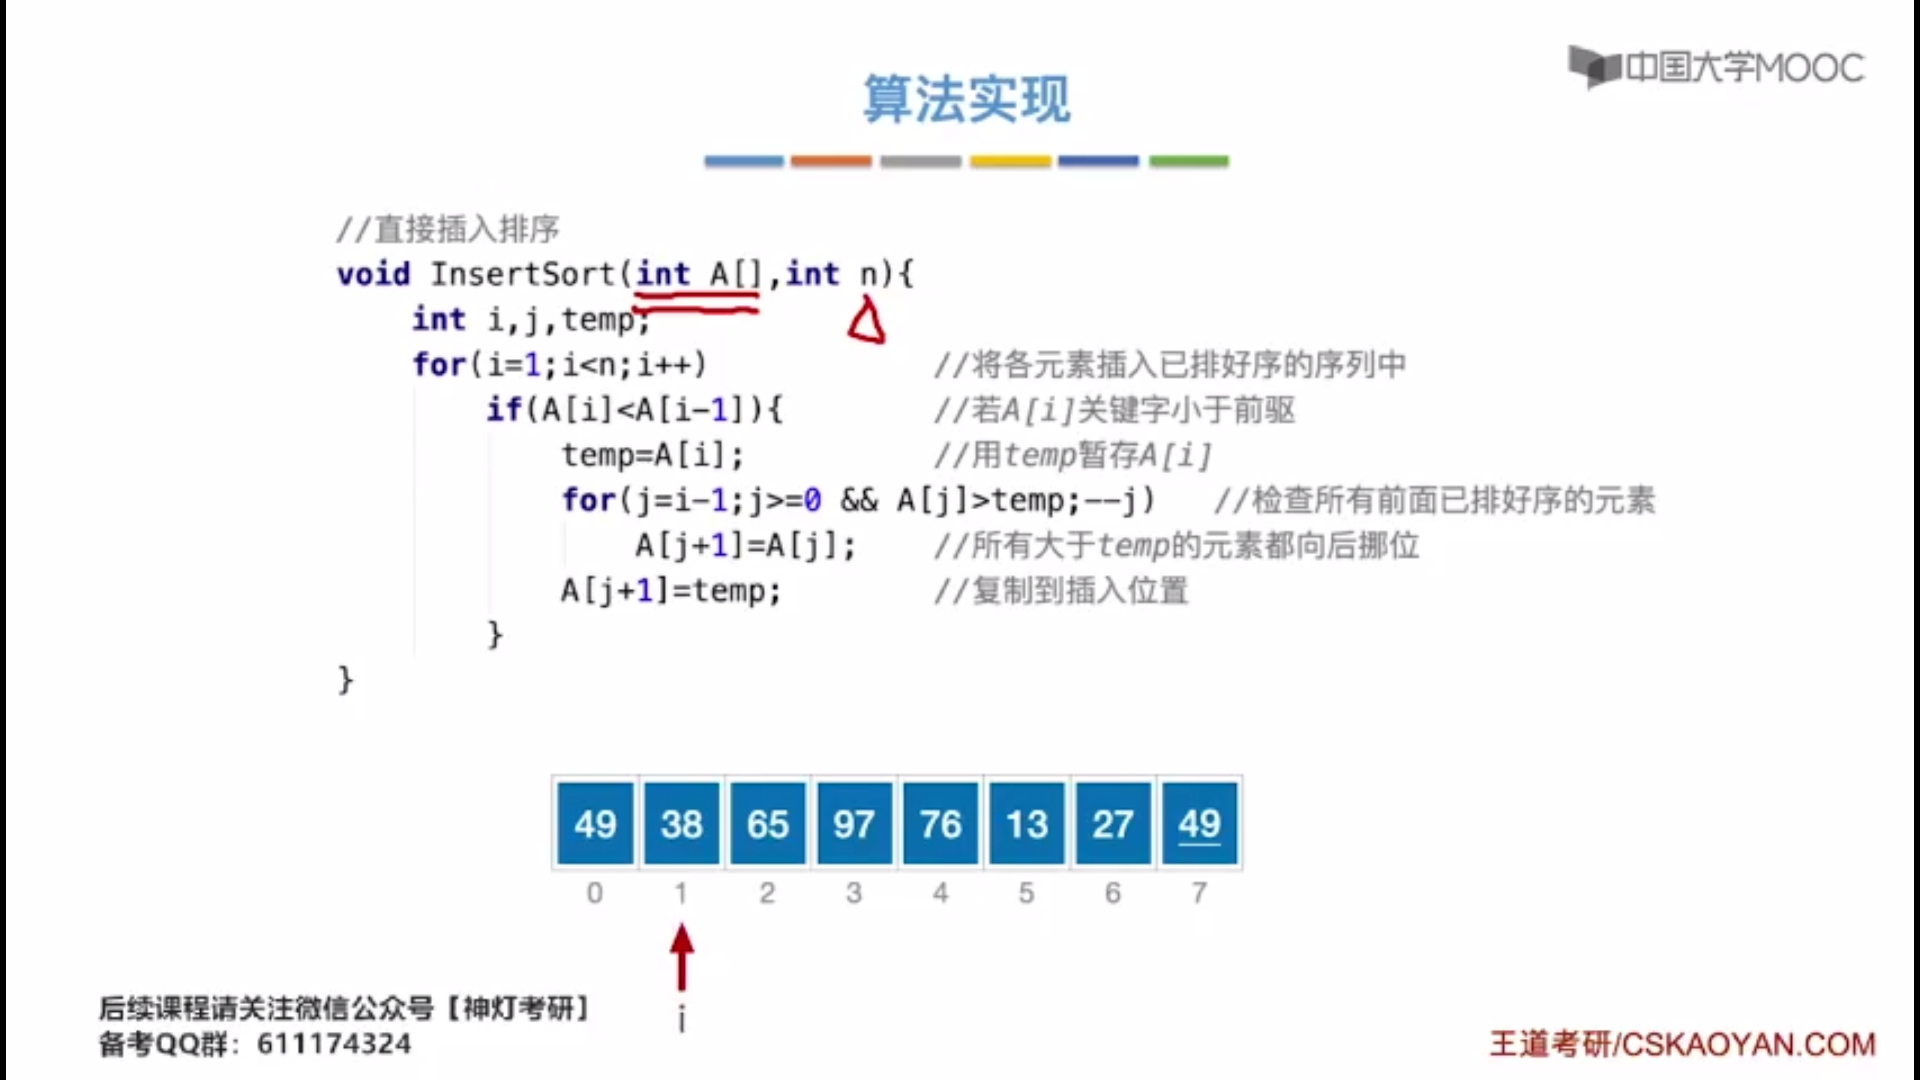 中国大学MOOC
算法实现
//直接插入排序
void InsertSort(int A[],int n){
int i,j,temp;
for(i=1;i<n;i++) //将各元素插入已排好序的序列中
if(A[i]<A[i-1]){ //若A[i]关键字小于前驱
temp=A[i]; //用temp暂存A[i]
for(j=i-1;j>=0 && A[j]>temp;--j) //检查所有前面已排好序的元素
A[j+1]=A[j]; //所有大于temp的元素都向后挪位
A[j+1]=temp; //复制到插入位置
}
}
49 38 65 97 76 13 27 49
0 1 2 3 4 5 6 7
i
后续课程请关注微信公众号【神灯考研】
备考QQ群：611174324
王道考研/CSKAOYAN.COM